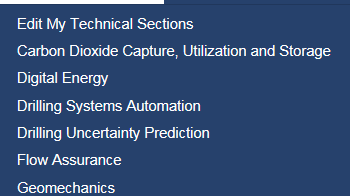 Edit My Technical Sections
Carbon Dioxide Capture, Utilization and Storage
Digital Energy
Drilling Systems Automation
Drilling Uncertainty Prediction
Flow Assurance
Geomechanics